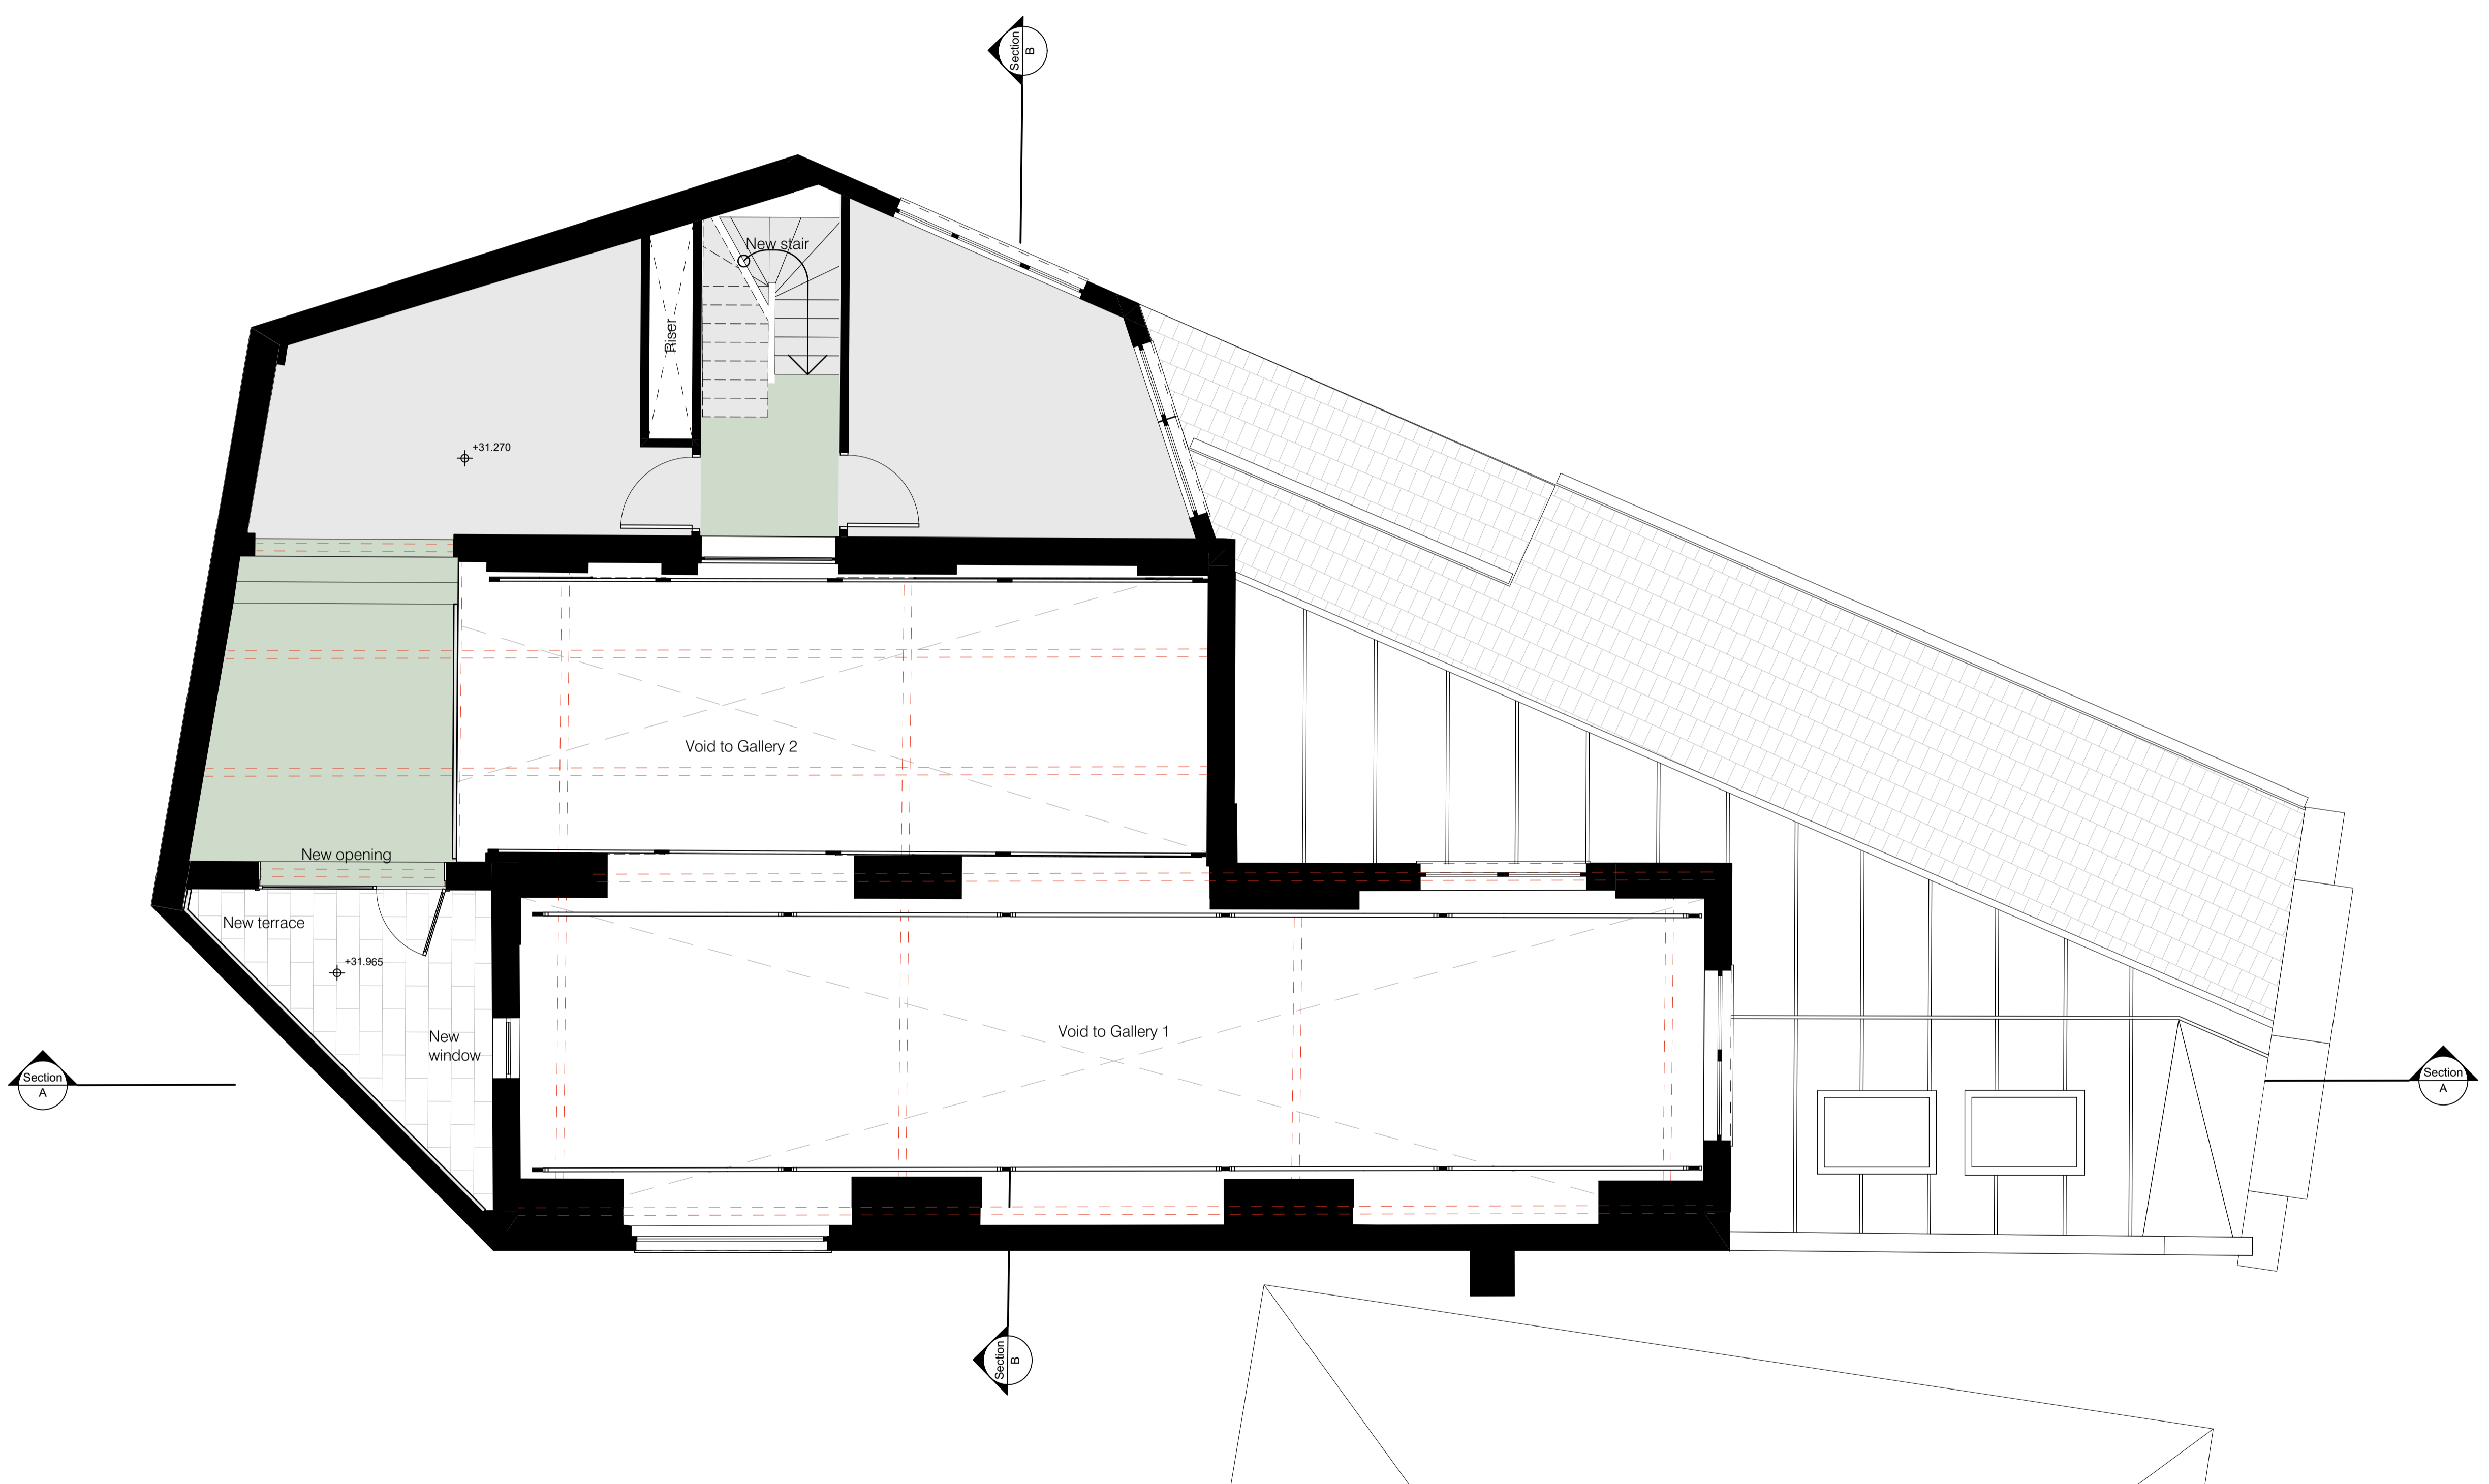 Section
B
New stair
Riser
+31.270
Void to Gallery 2
New opening
New terrace
+31.965
New
window
Void to Gallery 1
Section
A
Section
A
Section
B